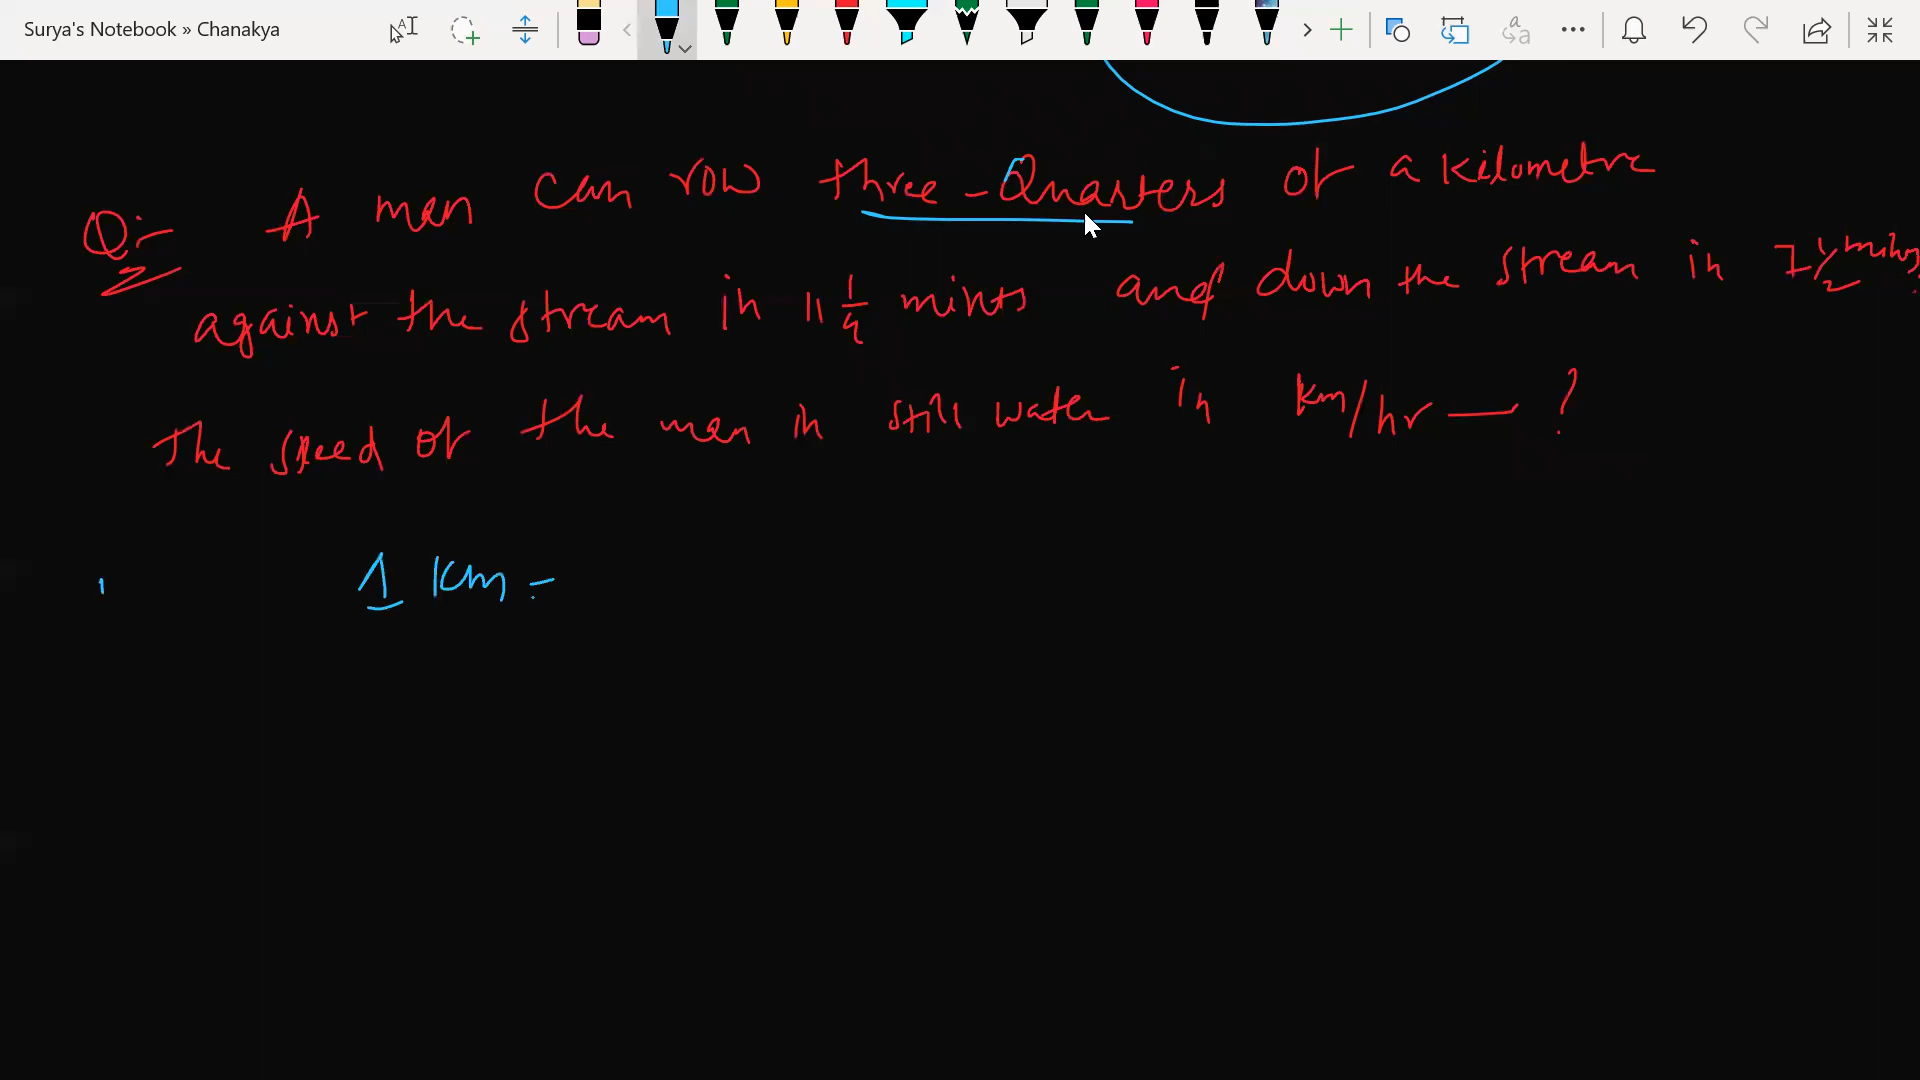 Surya's Notebook » Chanakya
Q:- A man can row three-Quarters of a kilometre
against the stream in 11 1/4 mints and down the stream in 7 1/2 mints.
The speed of the man in still water in km/hr — ?
1 Km =